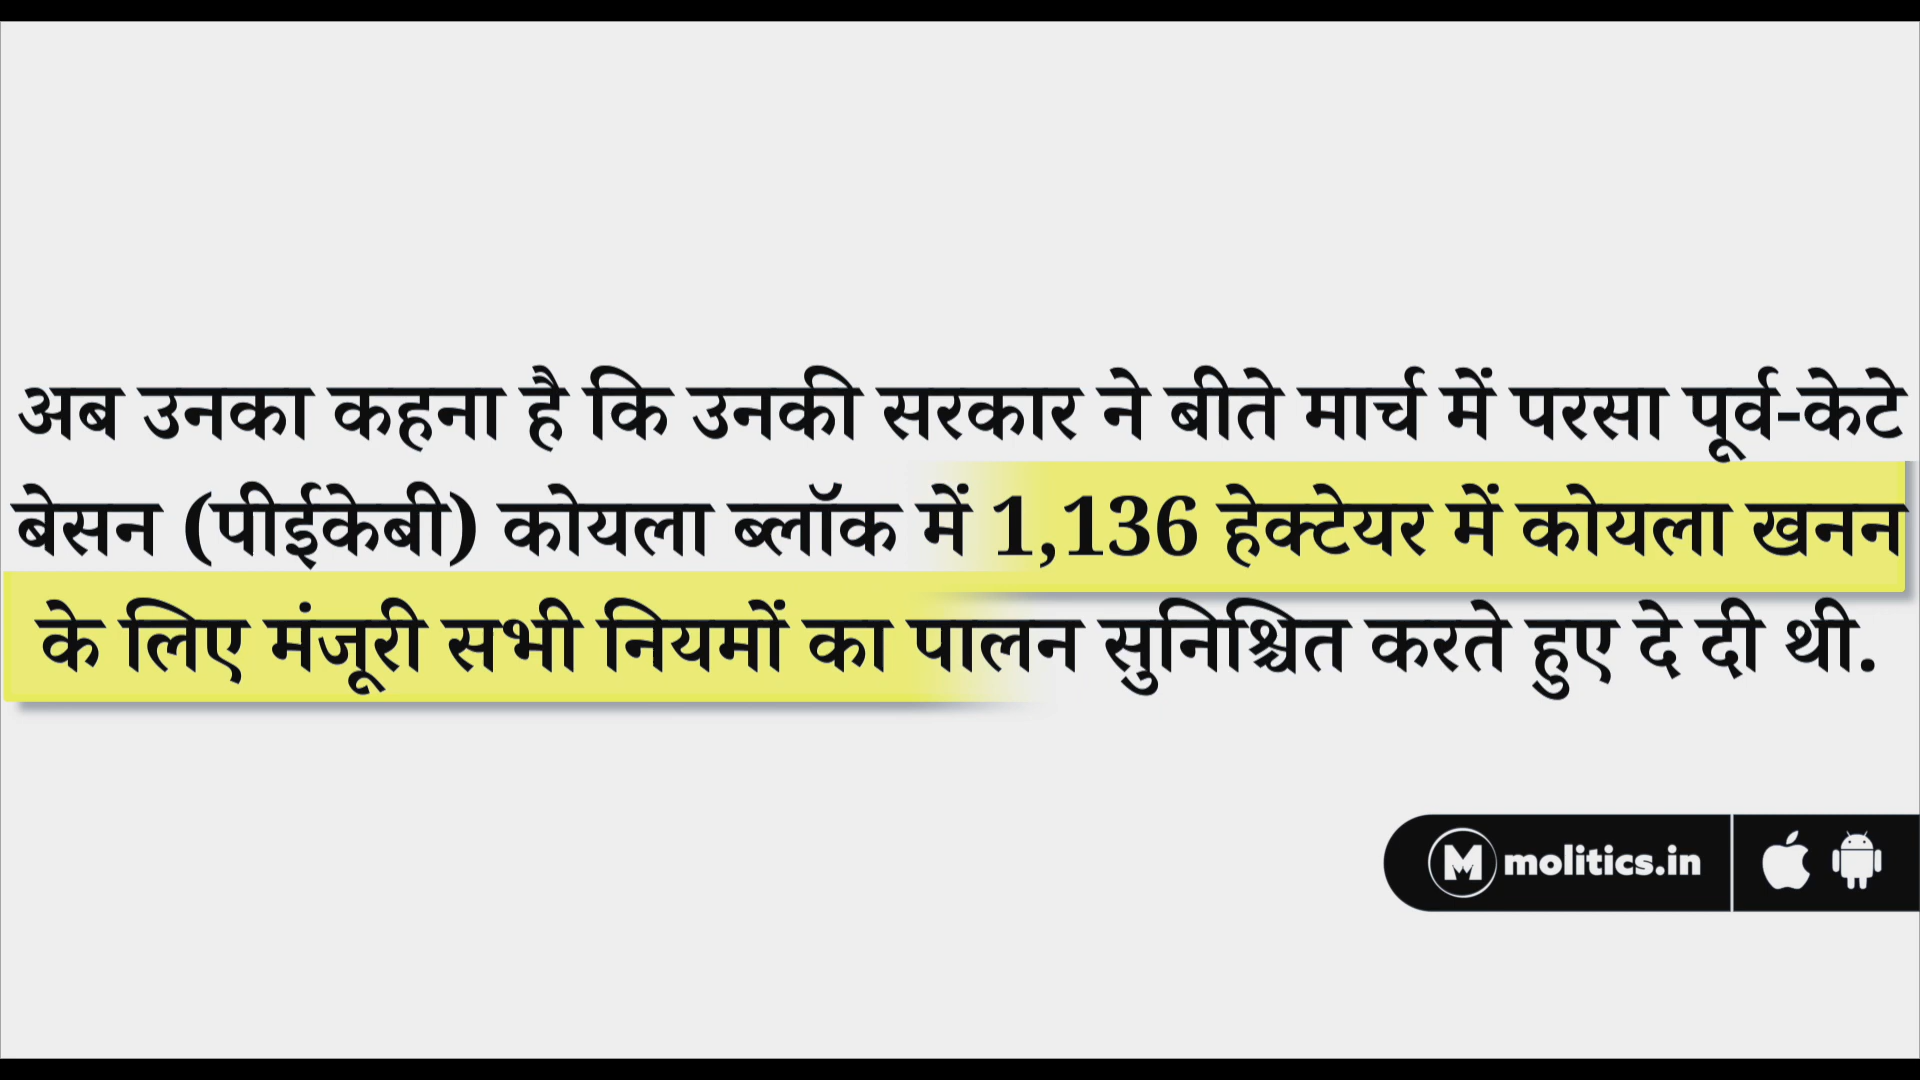 अब उनका कहना है कि उनकी सरकार ने बीते मार्च में परसा पूर्व-केटे
बेसन (पीईकेबी) कोयला ब्लॉक में 1,136 हेक्टेयर में कोयला खनन
के लिए मंजूरी सभी नियमों का पालन सुनिश्चित करते हुए दे दी थी.
M molitics.in